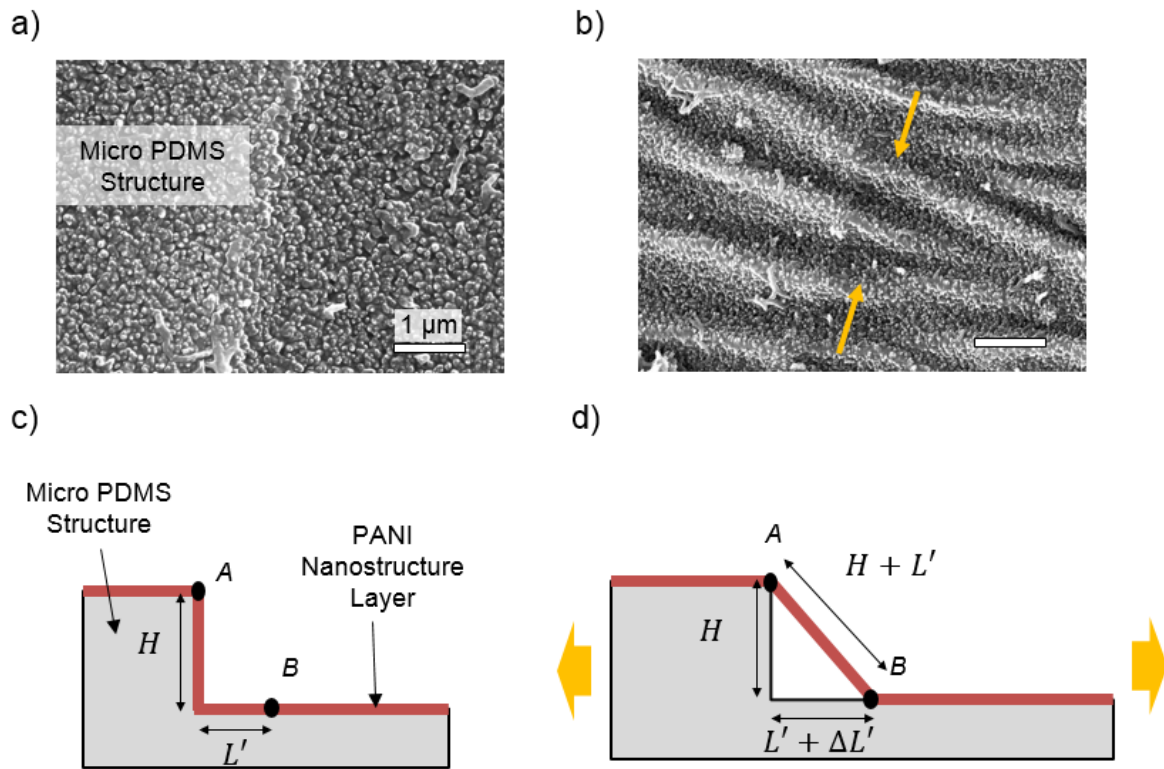 a)
b)
Micro PDMS
Structure
1 μm
c)
d)
Micro PDMS
Structure
PANI
Nanostructure
Layer
A
H
B
L′
A
H + L′
H
B
L′ + ΔL′